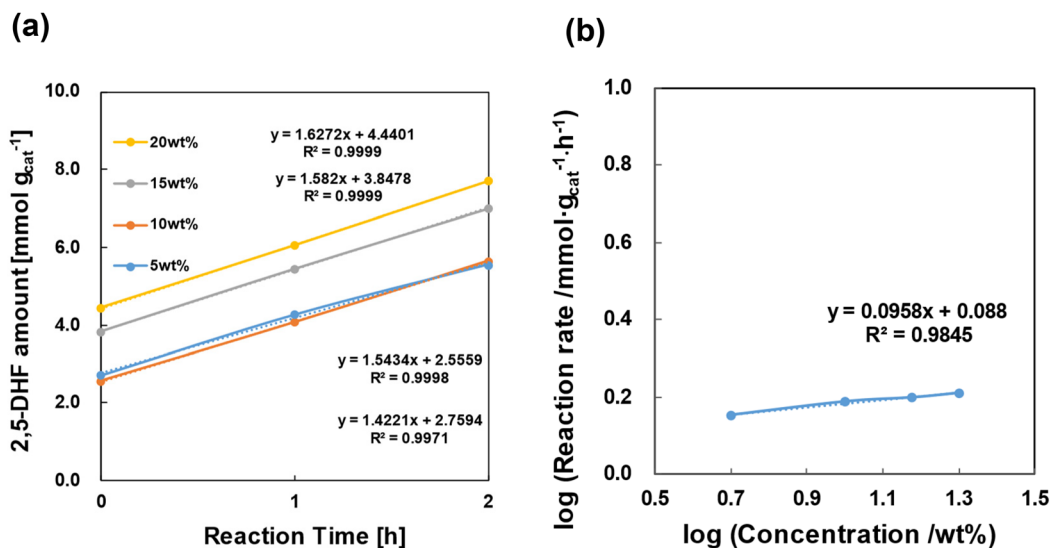 (a)
2,5-DHF amount [mmol g_cat⁻¹]
10.0
8.0
6.0
4.0
2.0
0.0
20wt%
15wt%
10wt%
5wt%
y = 1.6272x + 4.4401
R² = 0.9999
y = 1.582x + 3.8478
R² = 0.9999
y = 1.5434x + 2.5559
R² = 0.9998
y = 1.4221x + 2.7594
R² = 0.9971
0 1 2
Reaction Time [h]
(b)
log (Reaction rate /mmol·g_cat⁻¹·h⁻¹)
1.0
0.8
0.6
0.4
0.2
0.0
y = 0.0958x + 0.088
R² = 0.9845
0.5 0.7 0.9 1.1 1.3 1.5
log (Concentration /wt%)